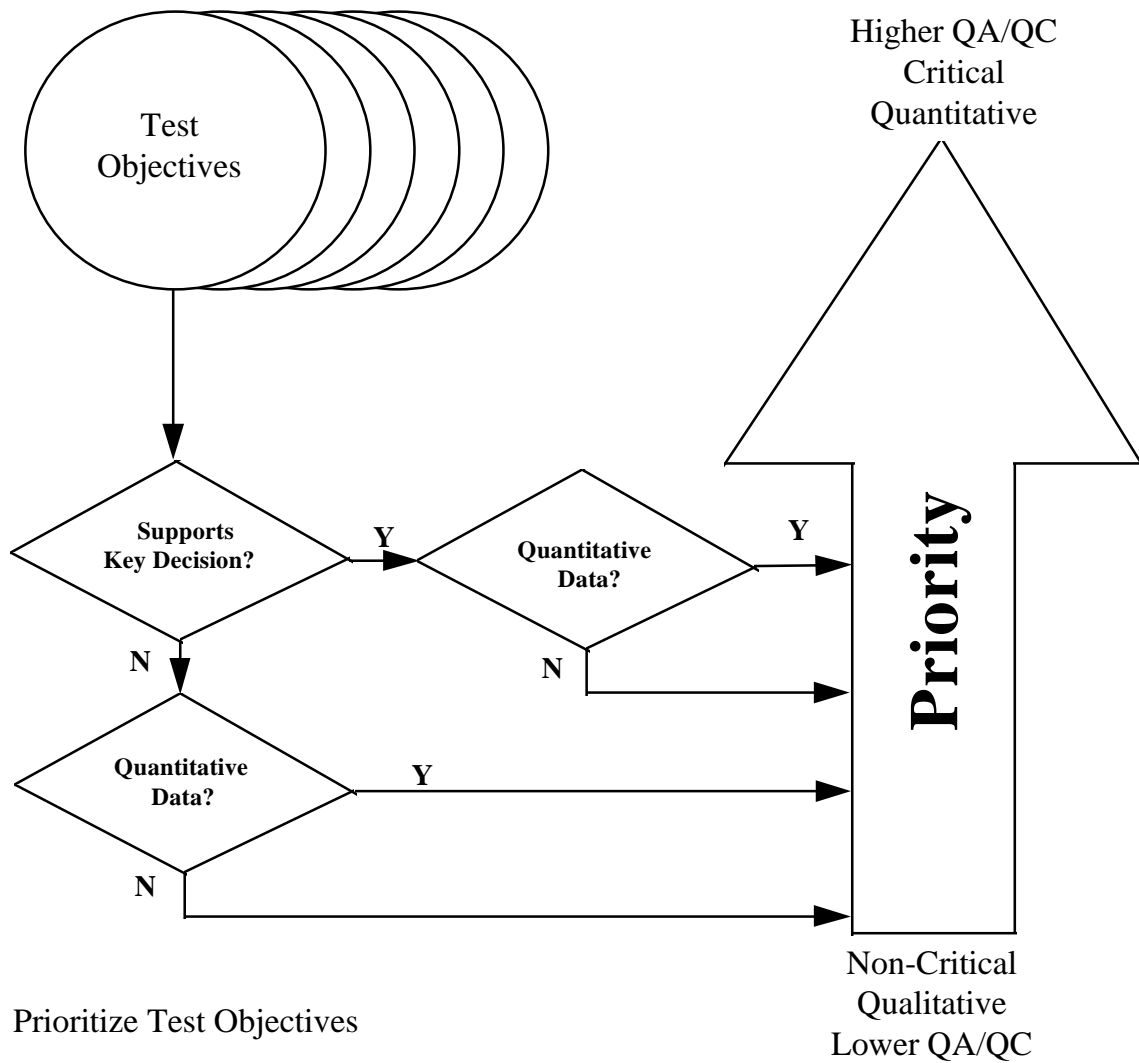 Higher QA/QC
Critical
Quantitative
Test
Objectives
Supports
Key Decision?
Y
Quantitative
Data?
Y
Priority
N
N
Quantitative
Data?
Y
N
Non-Critical
Qualitative
Lower QA/QC
Prioritize Test Objectives